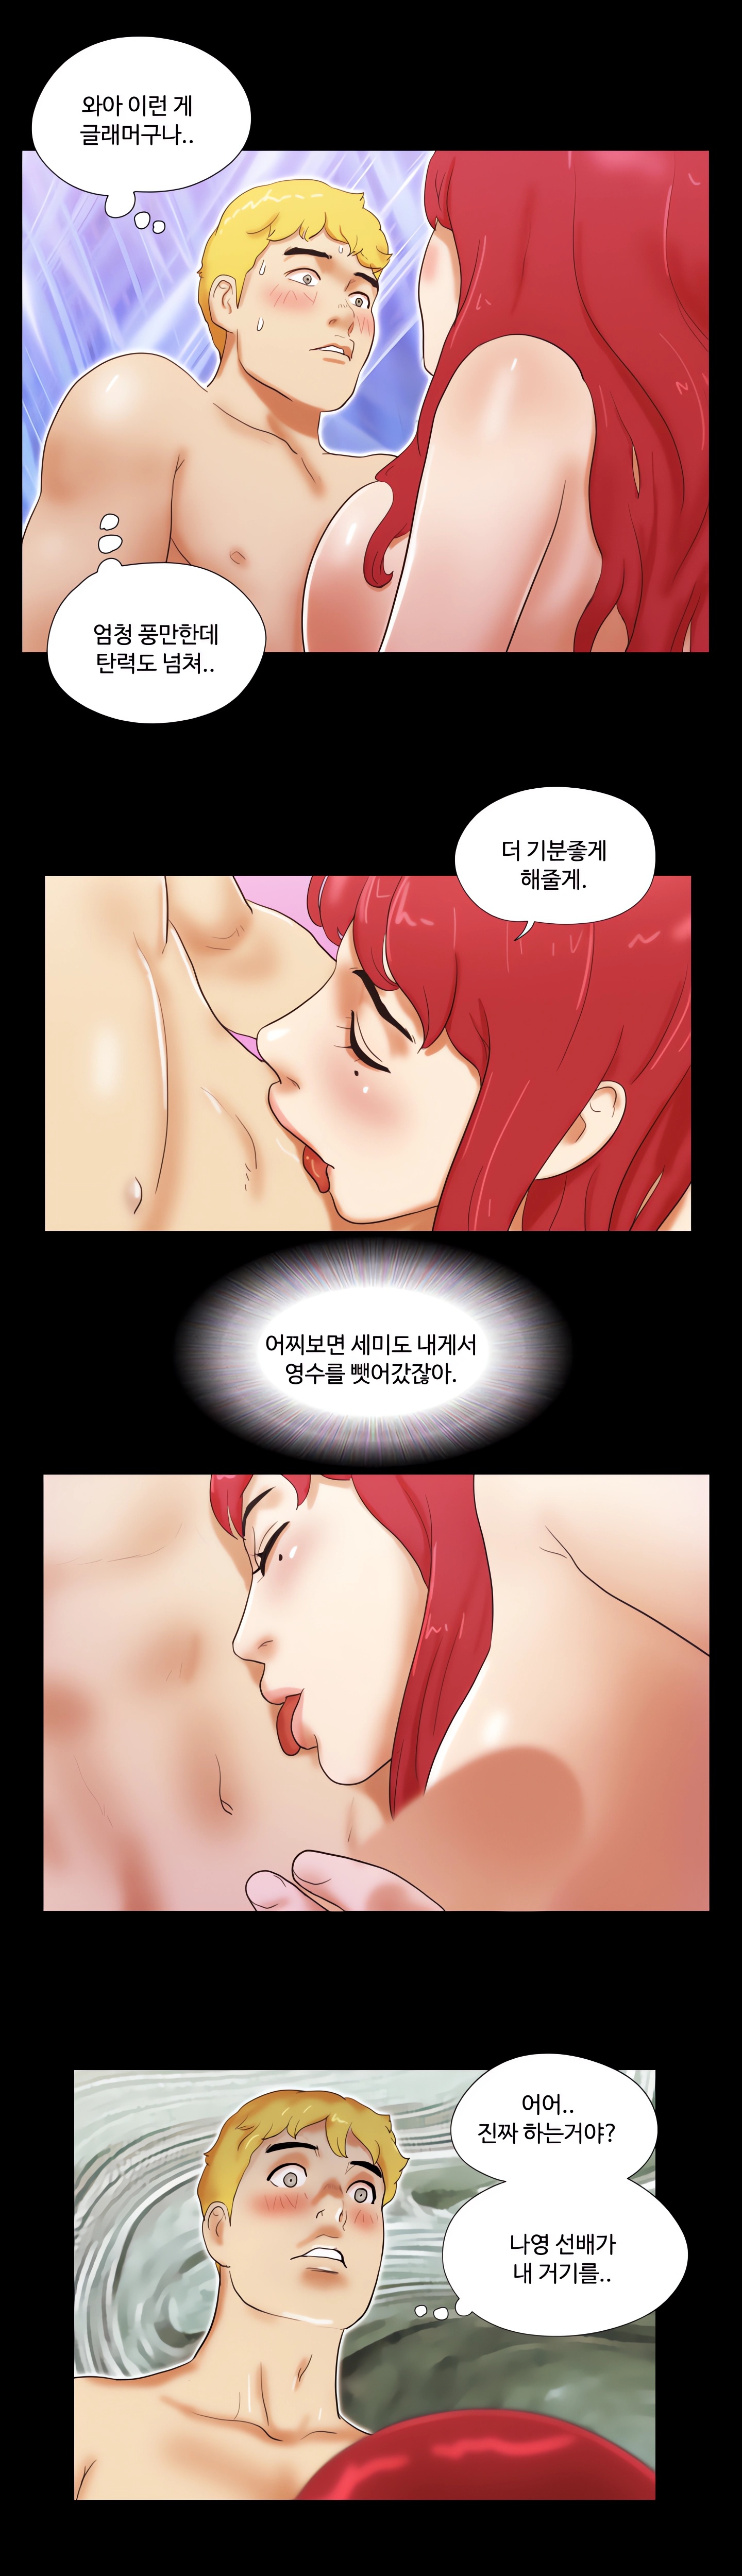 와아 이런 게
글래머구나..
엄청 풍만한데
탄력도 넘쳐..
더 기분좋게
해줄게.
어찌보면 세미도 내게서
영수를 뺏어갔잖아.
어어..
진짜 하는거야?
나영 선배가
내 거기를..